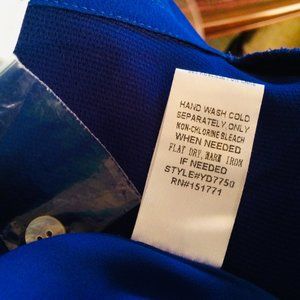 HAND WASH COLD
SEPARATELY ONLY
NON-CHLORINE BLEACH
WHEN NEEDED
FLAT DRY, WARM IRON
IF NEEDED
STYLE#YD7750
RN#151771